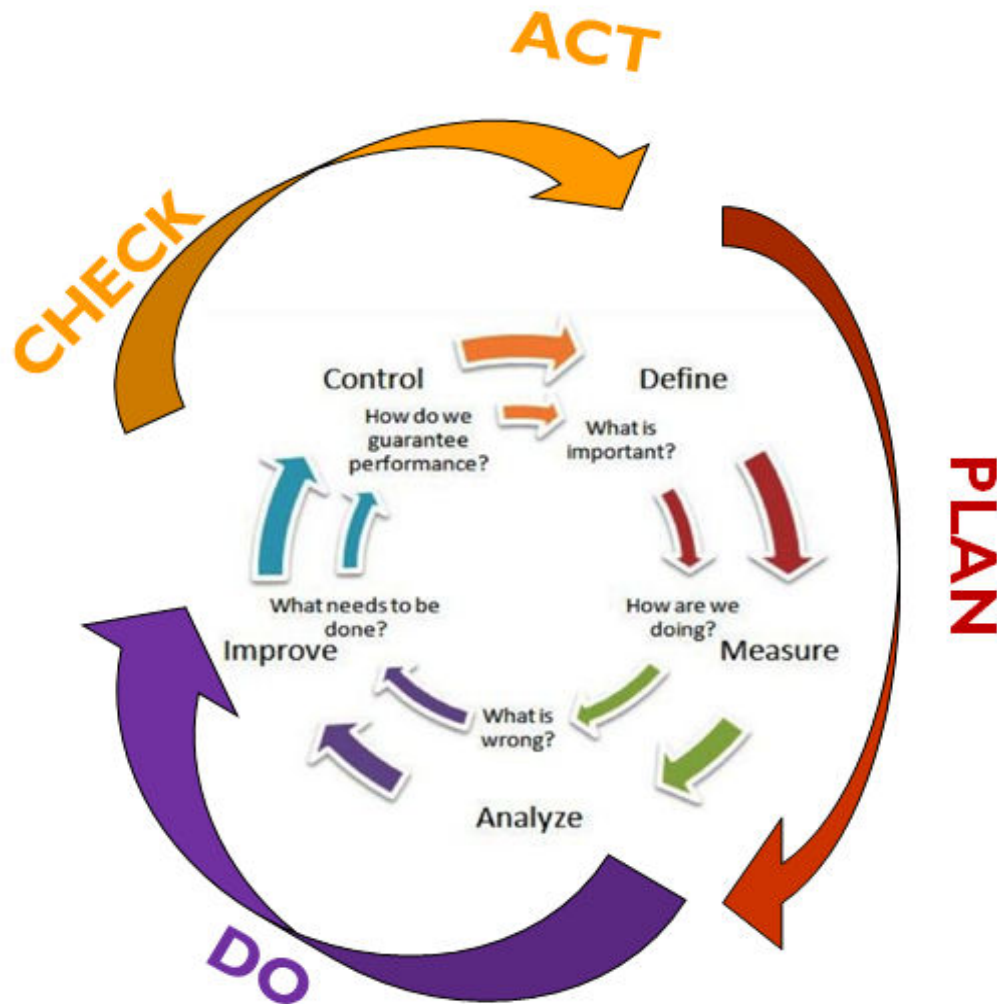 ACT
CHECK
PLAN
DO
Control
How do we
guarantee
performance?
Define
What is
important?
How are we
doing?
Measure
What is
wrong?
Analyze
What needs to be
done?
Improve